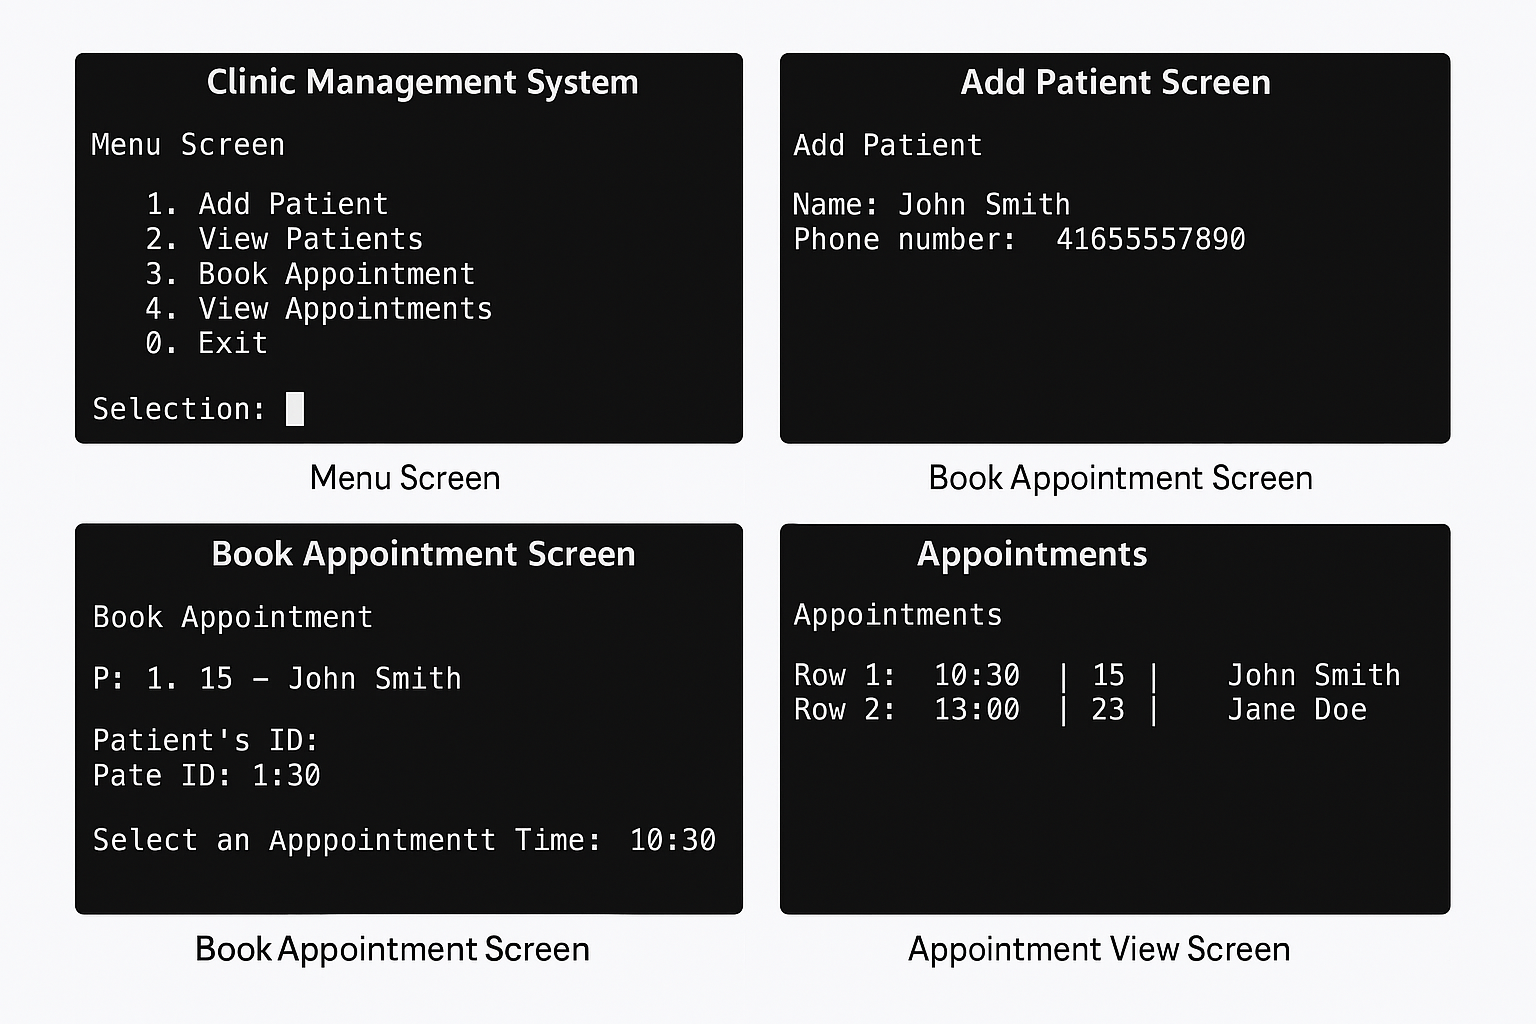 Clinic Management System
Menu Screen
1. Add Patient
2. View Patients
3. Book Appointment
4. View Appointments
0. Exit
Selection:
Menu Screen
Add Patient Screen
Add Patient
Name: John Smith
Phone number: 41655557890
Book Appointment Screen
Book Appointment Screen
Book Appointment
P: 1. 15 – John Smith
Patient's ID:
Pate ID: 1:30
Select an Apppointmentt Time: 10:30
Book Appointment Screen
Appointments
Appointments
Row 1: 10:30 | 15 | John Smith
Row 2: 13:00 | 23 | Jane Doe
Appointment View Screen